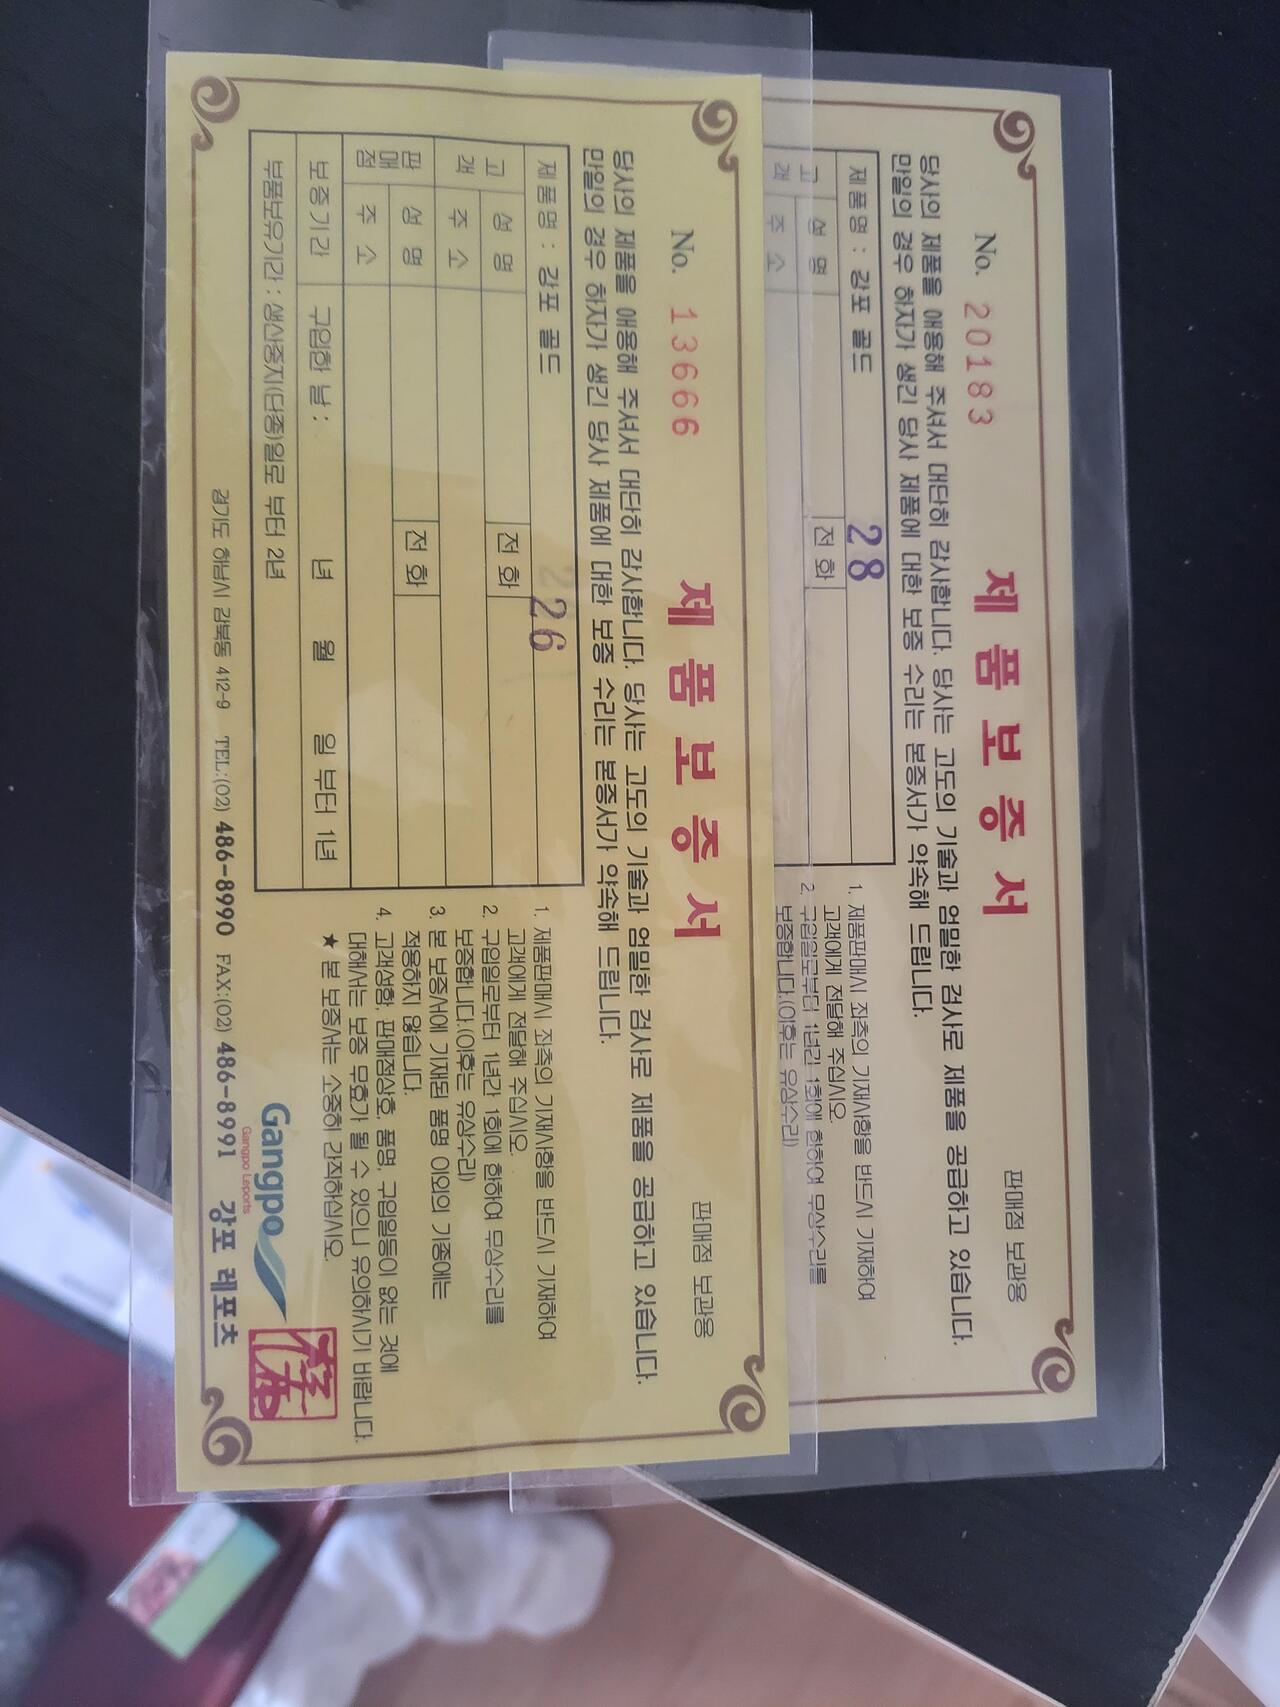 No. 13666
제품보증서
판매점 보관용
당사의 제품을 애용해 주셔서 대단히 감사합니다. 당사는 고도의 기술과 엄밀한 검사로 제품을 공급하고 있습니다.
만일의 경우 하자가 생긴 당사 제품에 대한 보증 수리는 본증서가 약속해 드립니다.
제품명 : 강포 골드 26
고객
성명
전화
주소
판매점
성명
전화
주소
보증기간
구입한 날 : 년 월 일 부터 1년
부품보유기간 : 생산중지(단종)일로 부터 2년
1. 제품판매시 좌측의 기재사항을 반드시 기재하여
고객에게 전달해 주십시오.
2. 구입일로부터 1년간 1회에 한하여 무상수리를
보증합니다.(이후는 유상수리)
3. 본 보증서에 기재된 품명 이외의 기종에는
적용하지 않습니다.
4. 고객성함, 판매점상호, 품명, 구입일등이 없는 것에
대해서는 보증 무효가 될 수 있으니 유의하시기 바랍니다.
★ 본 보증서는 소중히 간직하십시오.
Gangpo
Gangpo Leports
경기도 하남시 감북동 412-9 TEL:(02) 486-8990 FAX:(02) 486-8991 강포 레포츠
No. 20183
제품보증서
판매점 보관용
당사의 제품을 애용해 주셔서 대단히 감사합니다. 당사는 고도의 기술과 엄밀한 검사로 제품을 공급하고 있습니다.
만일의 경우 하자가 생긴 당사 제품에 대한 보증 수리는 본증서가 약속해 드립니다.
제품명 : 강포 골드 28
고객
성명
전화
주소
1. 제품판매시 좌측의 기재사항을 반드시 기재하여
고객에게 전달해 주십시오.
2. 구입일로부터 1년간 1회에 한하여 무상수리를
보증합니다.(이후는 유상수리)